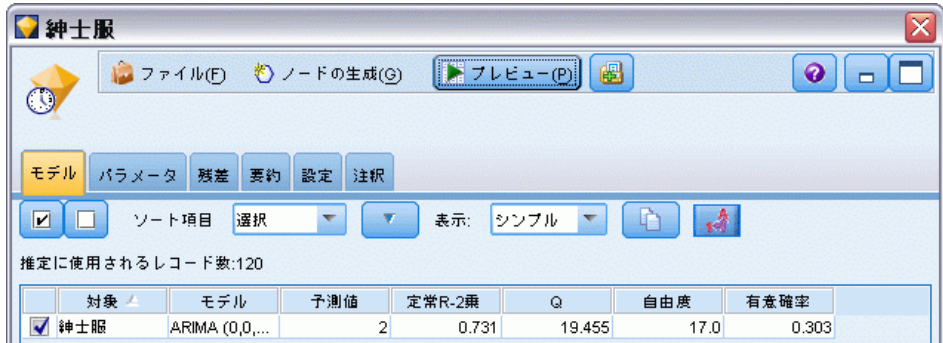 紳士服
ファイル(F) ノードの生成(G) プレビュー(P)
モデル パラメータ 残差 要約 設定 注釈
ソート項目 選択 表示: シンプル
推定に使用されるレコード数:120
対象 モデル 予測値 定常R-2乗 Q 自由度 有意確率
紳士服 ARIMA (0,0,... 2 0.731 19.455 17.0 0.303